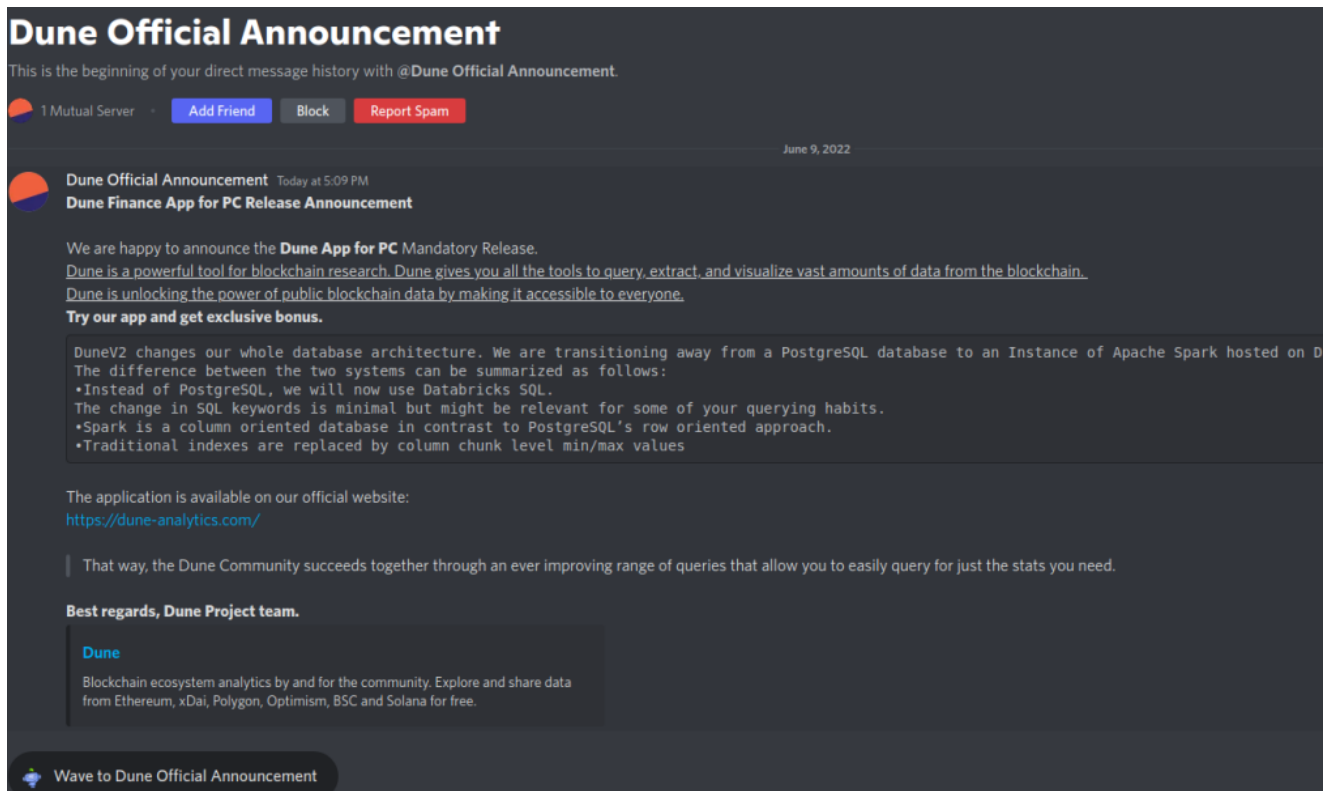 Dune Official Announcement
This is the beginning of your direct message history with @Dune Official Announcement.
1 Mutual Server
Add Friend
Block
Report Spam
June 9, 2022
Dune Official Announcement Today at 5:09 PM
Dune Finance App for PC Release Announcement
We are happy to announce the Dune App for PC Mandatory Release.
Dune is a powerful tool for blockchain research. Dune gives you all the tools to query, extract, and visualize vast amounts of data from the blockchain.
Dune is unlocking the power of public blockchain data by making it accessible to everyone.
Try our app and get exclusive bonus.
DuneV2 changes our whole database architecture. We are transitioning away from a PostgreSQL database to an Instance of Apache Spark hosted on D
The difference between the two systems can be summarized as follows:
•Instead of PostgreSQL, we will now use Databricks SQL.
The change in SQL keywords is minimal but might be relevant for some of your querying habits.
•Spark is a column oriented database in contrast to PostgreSQL’s row oriented approach.
•Traditional indexes are replaced by column chunk level min/max values
The application is available on our official website:
https://dune-analytics.com/
That way, the Dune Community succeeds together through an ever improving range of queries that allow you to easily query for just the stats you need.
Best regards, Dune Project team.
Dune
Blockchain ecosystem analytics by and for the community. Explore and share data
from Ethereum, xDai, Polygon, Optimism, BSC and Solana for free.
Wave to Dune Official Announcement